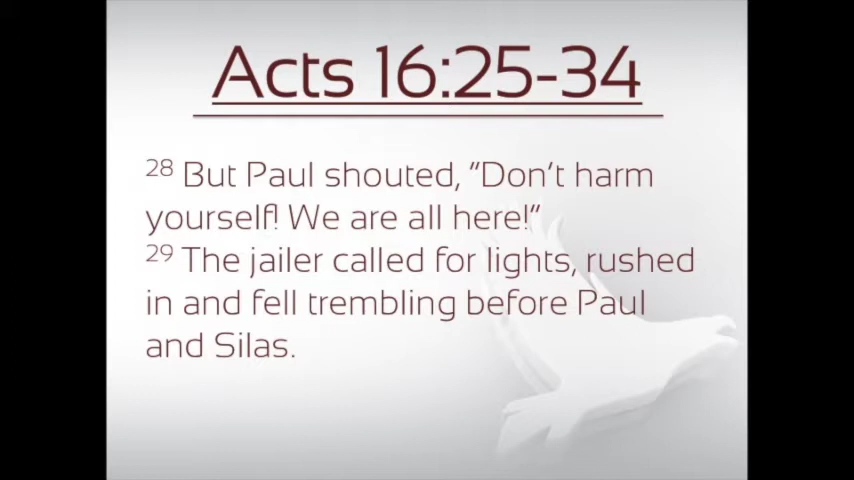 Acts 16:25-34
28 But Paul shouted, "Don't harm
yourself! We are all here!"
29 The jailer called for lights, rushed
in and fell trembling before Paul
and Silas.